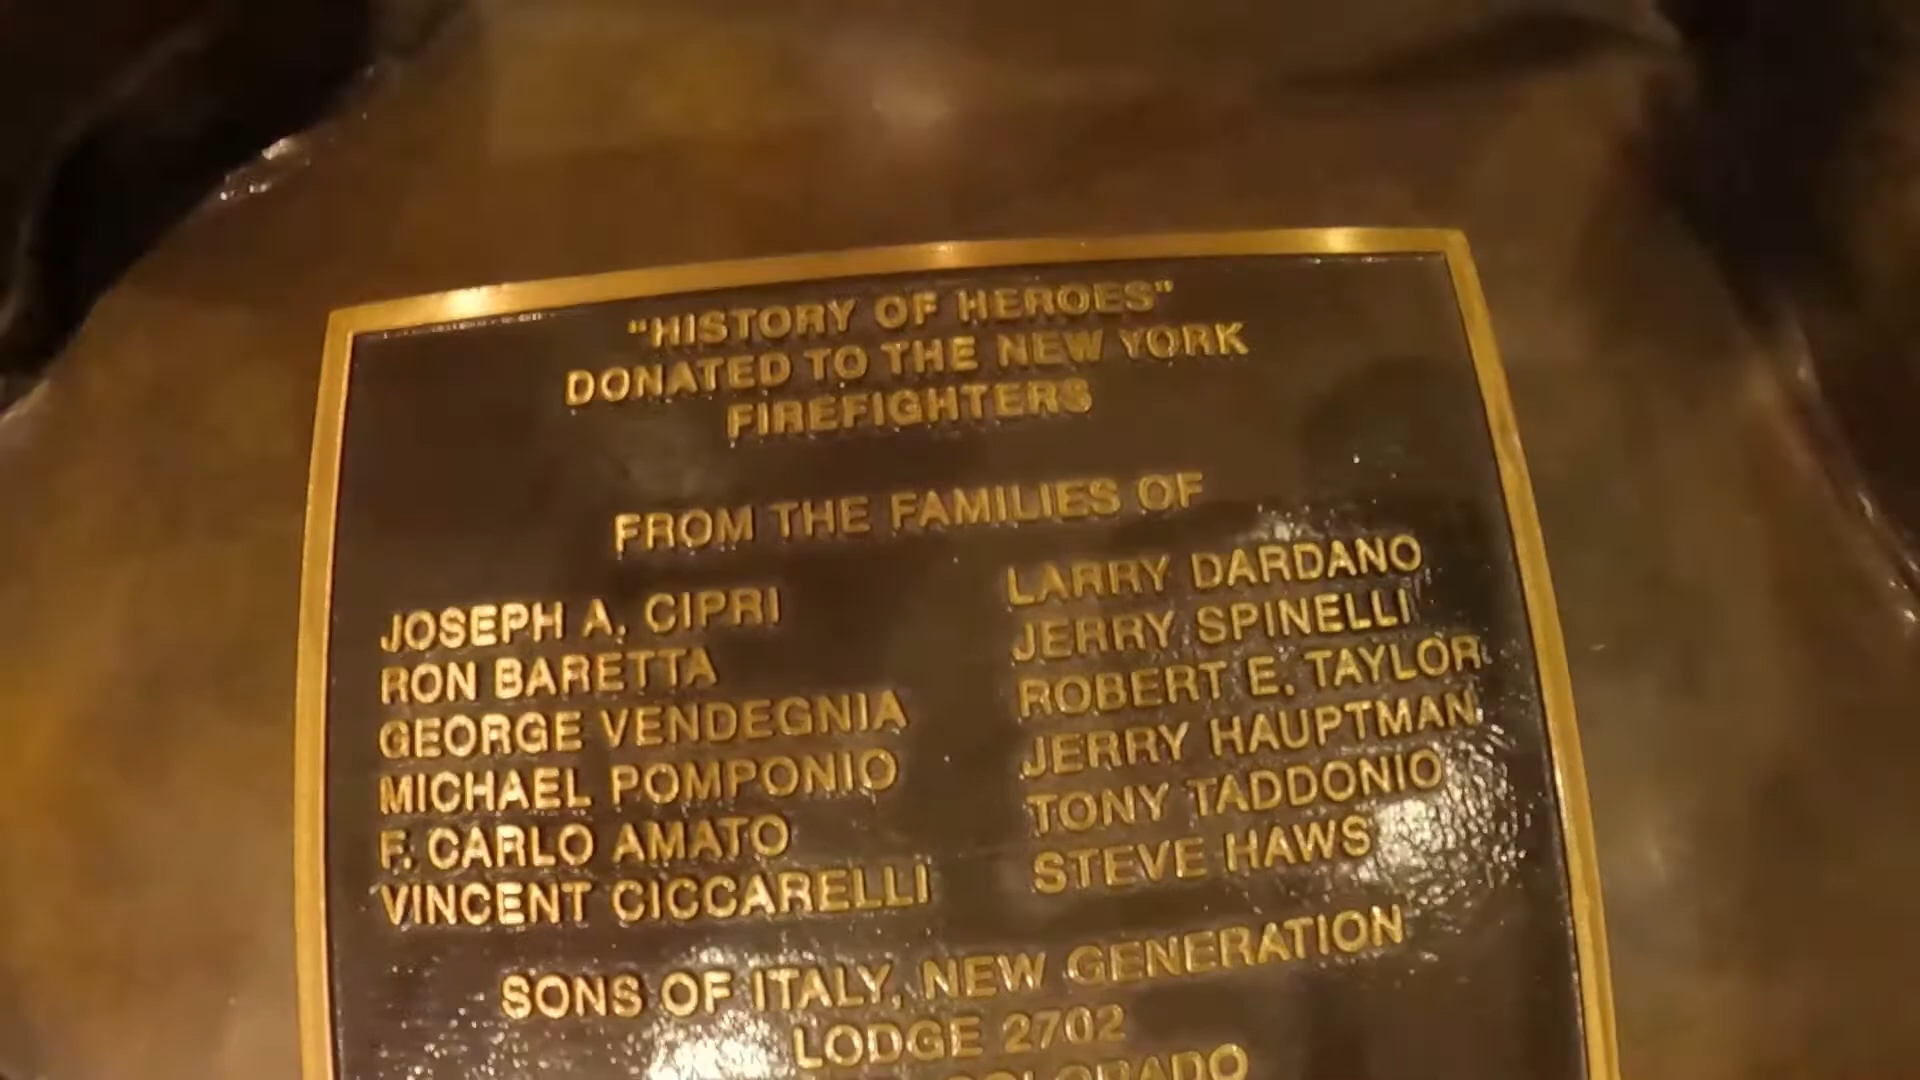 "HISTORY OF HEROES"
DONATED TO THE NEW YORK
FIREFIGHTERS
FROM THE FAMILIES OF
JOSEPH A. CIPRI
RON BARETTA
GEORGE VENDEGNIA
MICHAEL POMPONIO
F. CARLO AMATO
VINCENT CICCARELLI
LARRY DARDANO
JERRY SPINELLI
ROBERT E. TAYLOR
JERRY HAUPTMAN
TONY TADDONIO
STEVE HAWS
SONS OF ITALY, NEW GENERATION
LODGE 2702
COLORADO